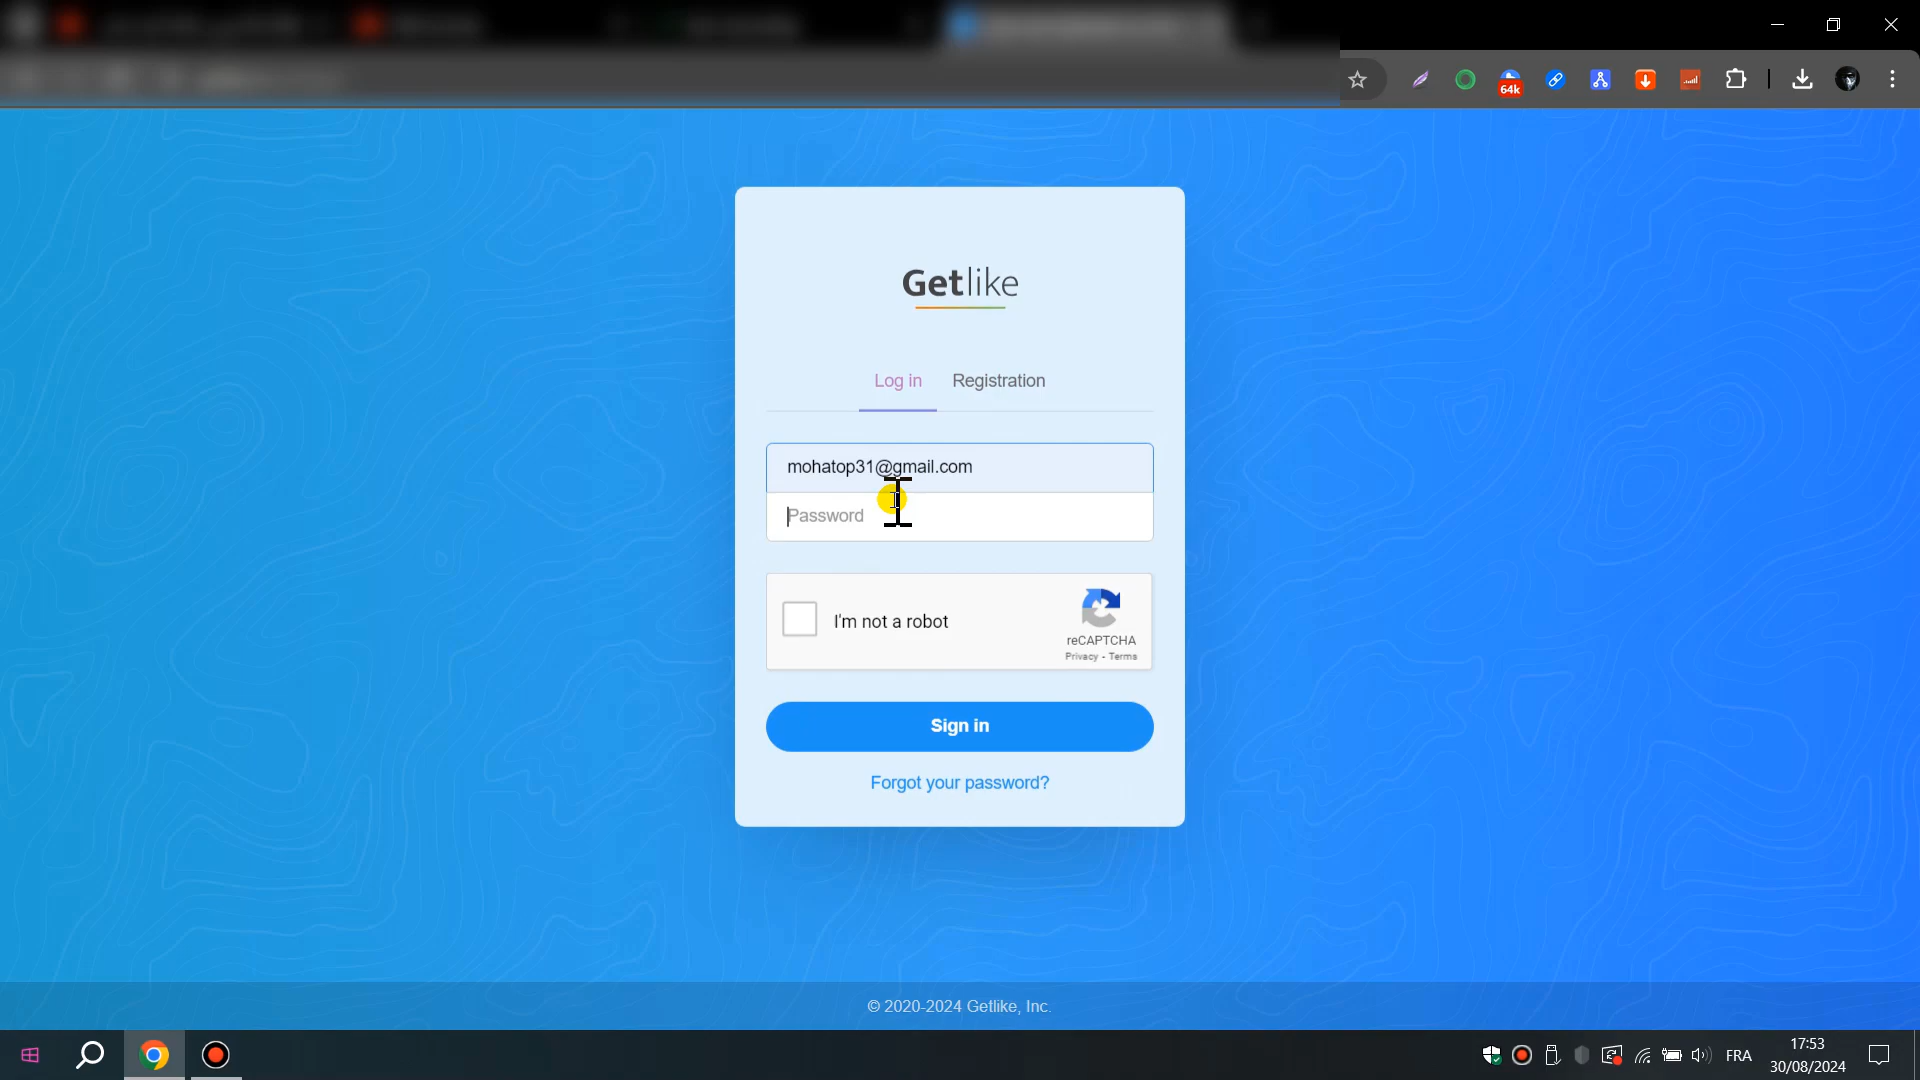 64k
Getlike
Log in Registration
mohatop31@gmail.com
Password
I'm not a robot
reCAPTCHA
Privacy - Terms
Sign in
Forgot your password?
© 2020-2024 Getlike, Inc.
FRA
17:53
30/08/2024